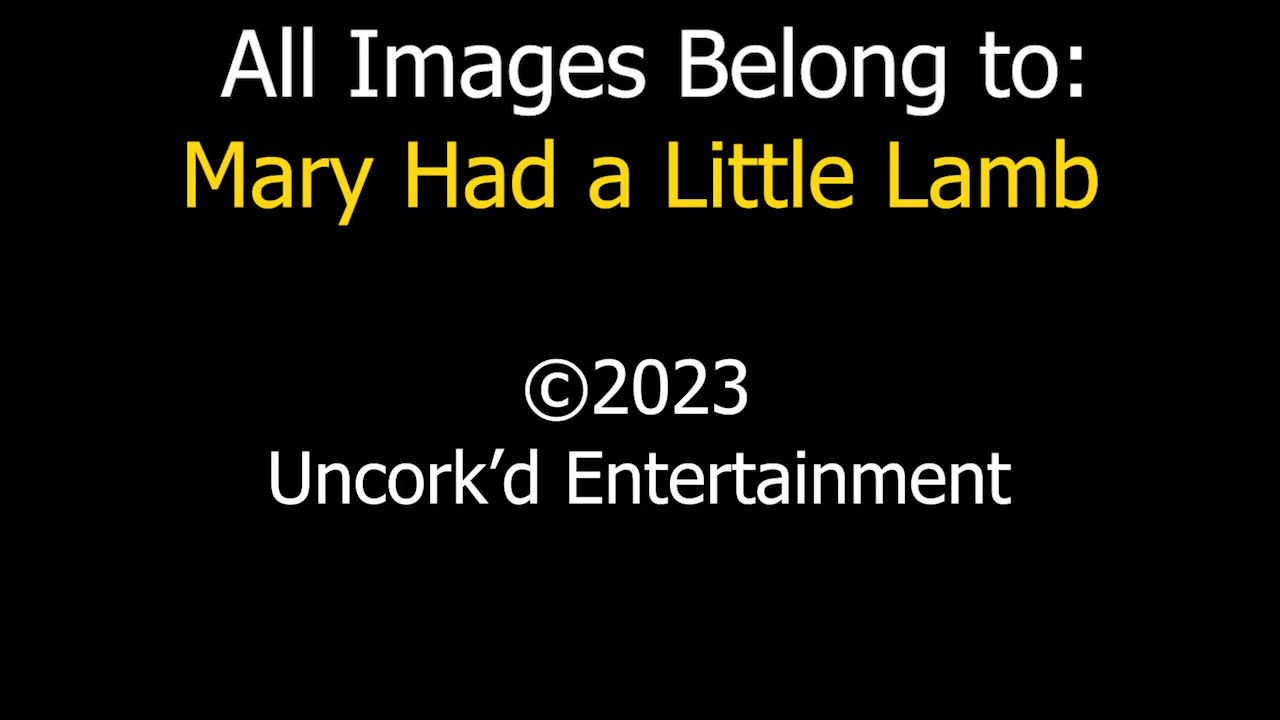 All Images Belong to:
Mary Had a Little Lamb
©2023
Uncork’d Entertainment